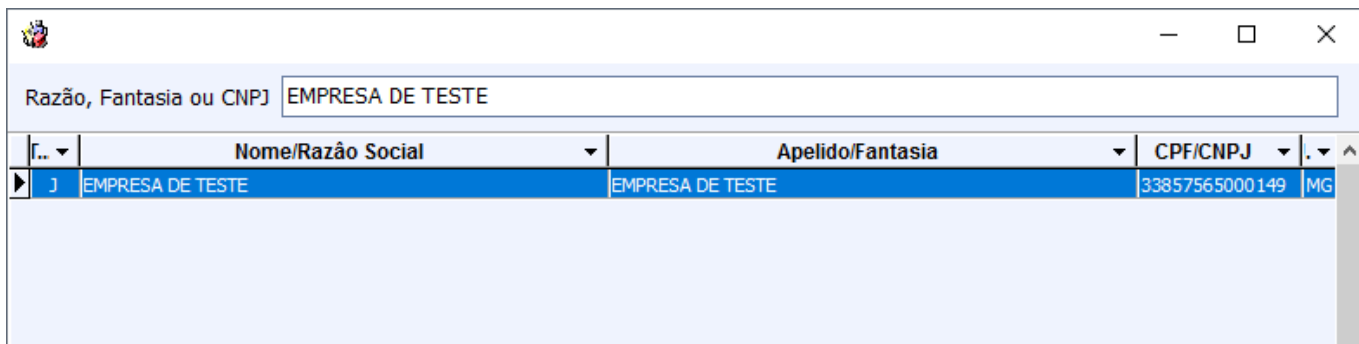 Razão, Fantasia ou CNPJ EMPRESA DE TESTE
T.. Nome/Razâo Social Apelido/Fantasia CPF/CNPJ
J EMPRESA DE TESTE EMPRESA DE TESTE 33857565000149 MG